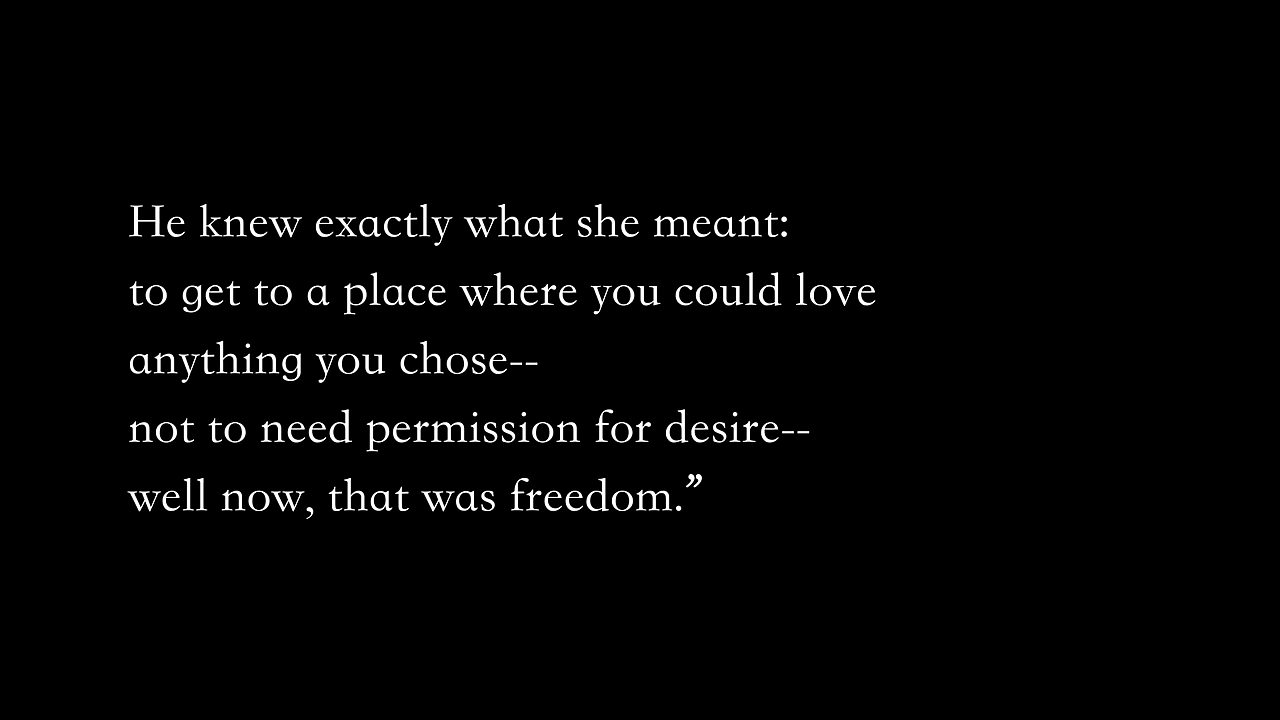 He knew exactly what she meant:
to get to a place where you could love
anything you chose--
not to need permission for desire--
well now, that was freedom.”